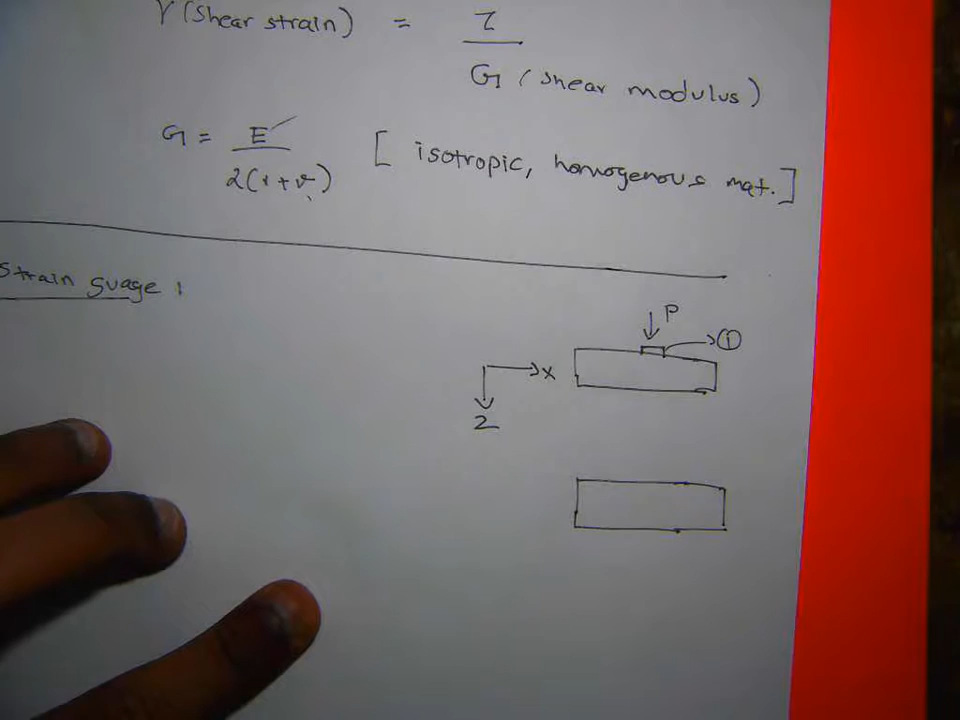 γ (shear strain) = τ / G (shear modulus)
G = E / 2(1+ν) [ isotropic, homogenous mat. ]
Strain guage :
P
①
x
Z